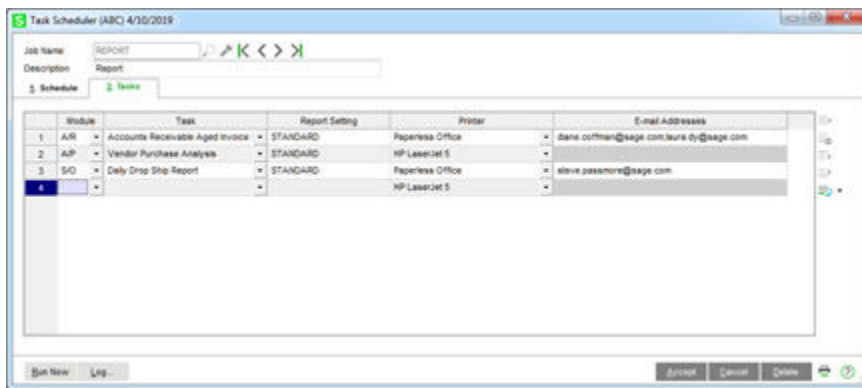 Task Scheduler (ABC) 4/10/2019
Job Name REPORT
Description Report
1. Schedule 2. Tasks
Module Task Report Setting Printer E-mail Addresses
1 A/R Accounts Receivable Aged Invoice STANDARD Paperless Office diane.coffman@sage.com;laura.dy@sage.com
2 A/P Vendor Purchase Analysis STANDARD HP LaserJet 5
3 S/O Daily Drop Ship Report STANDARD Paperless Office steve.passmore@sage.com
4 HP LaserJet 5
Run Now Log... Accept Cancel Delete